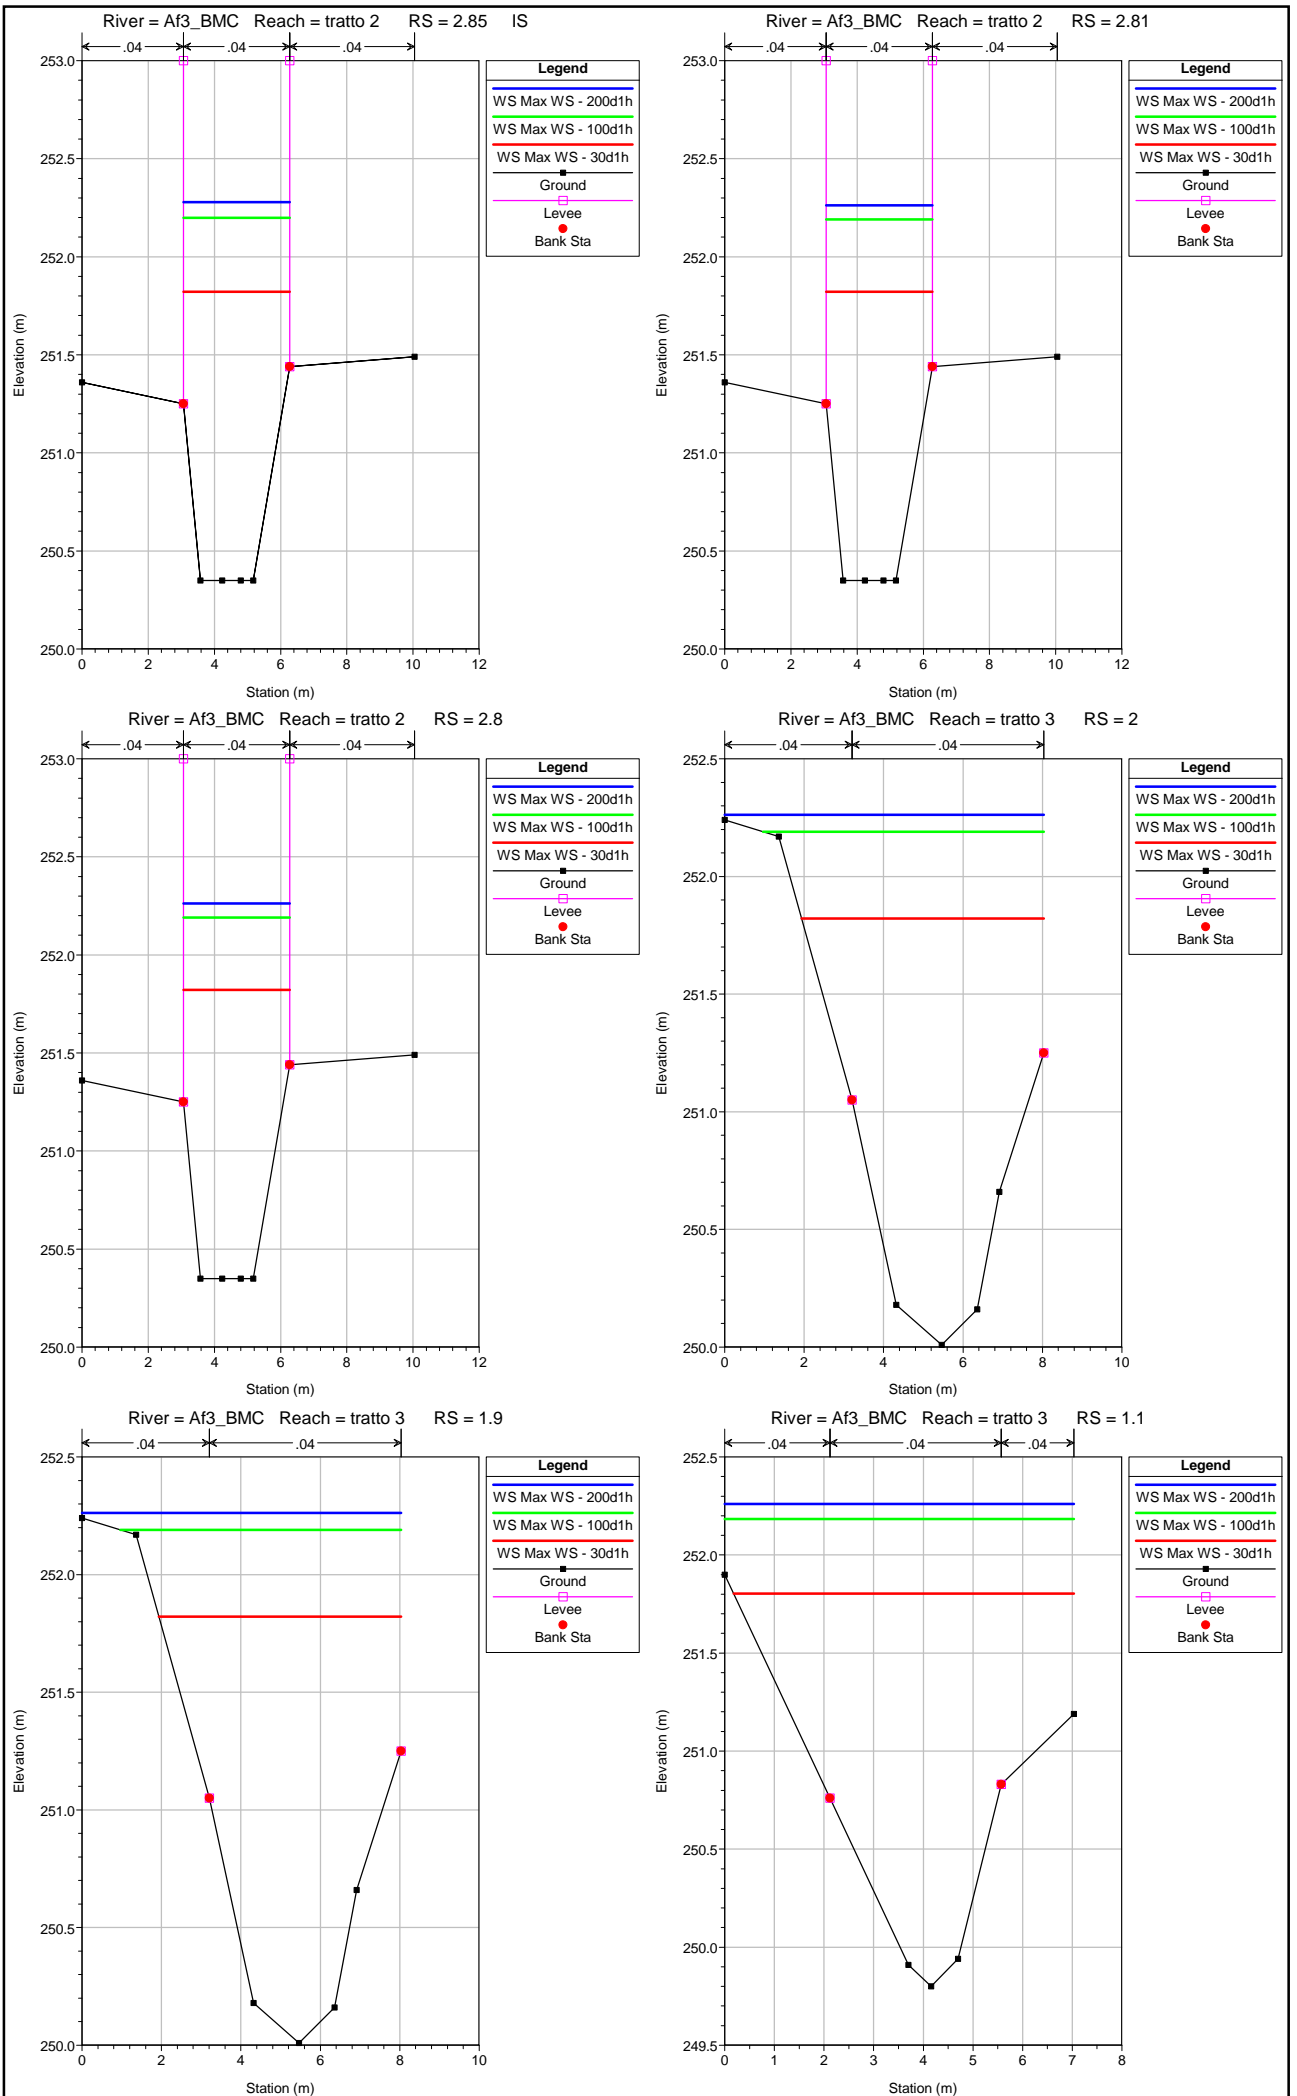 River = Af3_BMC Reach = tratto 2 RS = 2.85 IS
.04 .04 .04
253.0
252.5
252.0
251.5
251.0
250.5
250.0
0 2 4 6 8 10 12
Elevation (m)
Station (m)
Legend
WS Max WS - 200d1h
WS Max WS - 100d1h
WS Max WS - 30d1h
Ground
Levee
Bank Sta
River = Af3_BMC Reach = tratto 2 RS = 2.81
.04 .04 .04
253.0
252.5
252.0
251.5
251.0
250.5
250.0
0 2 4 6 8 10 12
Elevation (m)
Station (m)
Legend
WS Max WS - 200d1h
WS Max WS - 100d1h
WS Max WS - 30d1h
Ground
Levee
Bank Sta
River = Af3_BMC Reach = tratto 2 RS = 2.8
.04 .04 .04
253.0
252.5
252.0
251.5
251.0
250.5
250.0
0 2 4 6 8 10 12
Elevation (m)
Station (m)
Legend
WS Max WS - 200d1h
WS Max WS - 100d1h
WS Max WS - 30d1h
Ground
Levee
Bank Sta
River = Af3_BMC Reach = tratto 3 RS = 2
.04 .04
252.5
252.0
251.5
251.0
250.5
250.0
0 2 4 6 8 10
Elevation (m)
Station (m)
Legend
WS Max WS - 200d1h
WS Max WS - 100d1h
WS Max WS - 30d1h
Ground
Levee
Bank Sta
River = Af3_BMC Reach = tratto 3 RS = 1.9
.04 .04
252.5
252.0
251.5
251.0
250.5
250.0
0 2 4 6 8 10
Elevation (m)
Station (m)
Legend
WS Max WS - 200d1h
WS Max WS - 100d1h
WS Max WS - 30d1h
Ground
Levee
Bank Sta
River = Af3_BMC Reach = tratto 3 RS = 1.1
.04 .04 .04
252.5
252.0
251.5
251.0
250.5
250.0
249.5
0 1 2 3 4 5 6 7 8
Elevation (m)
Station (m)
Legend
WS Max WS - 200d1h
WS Max WS - 100d1h
WS Max WS - 30d1h
Ground
Levee
Bank Sta